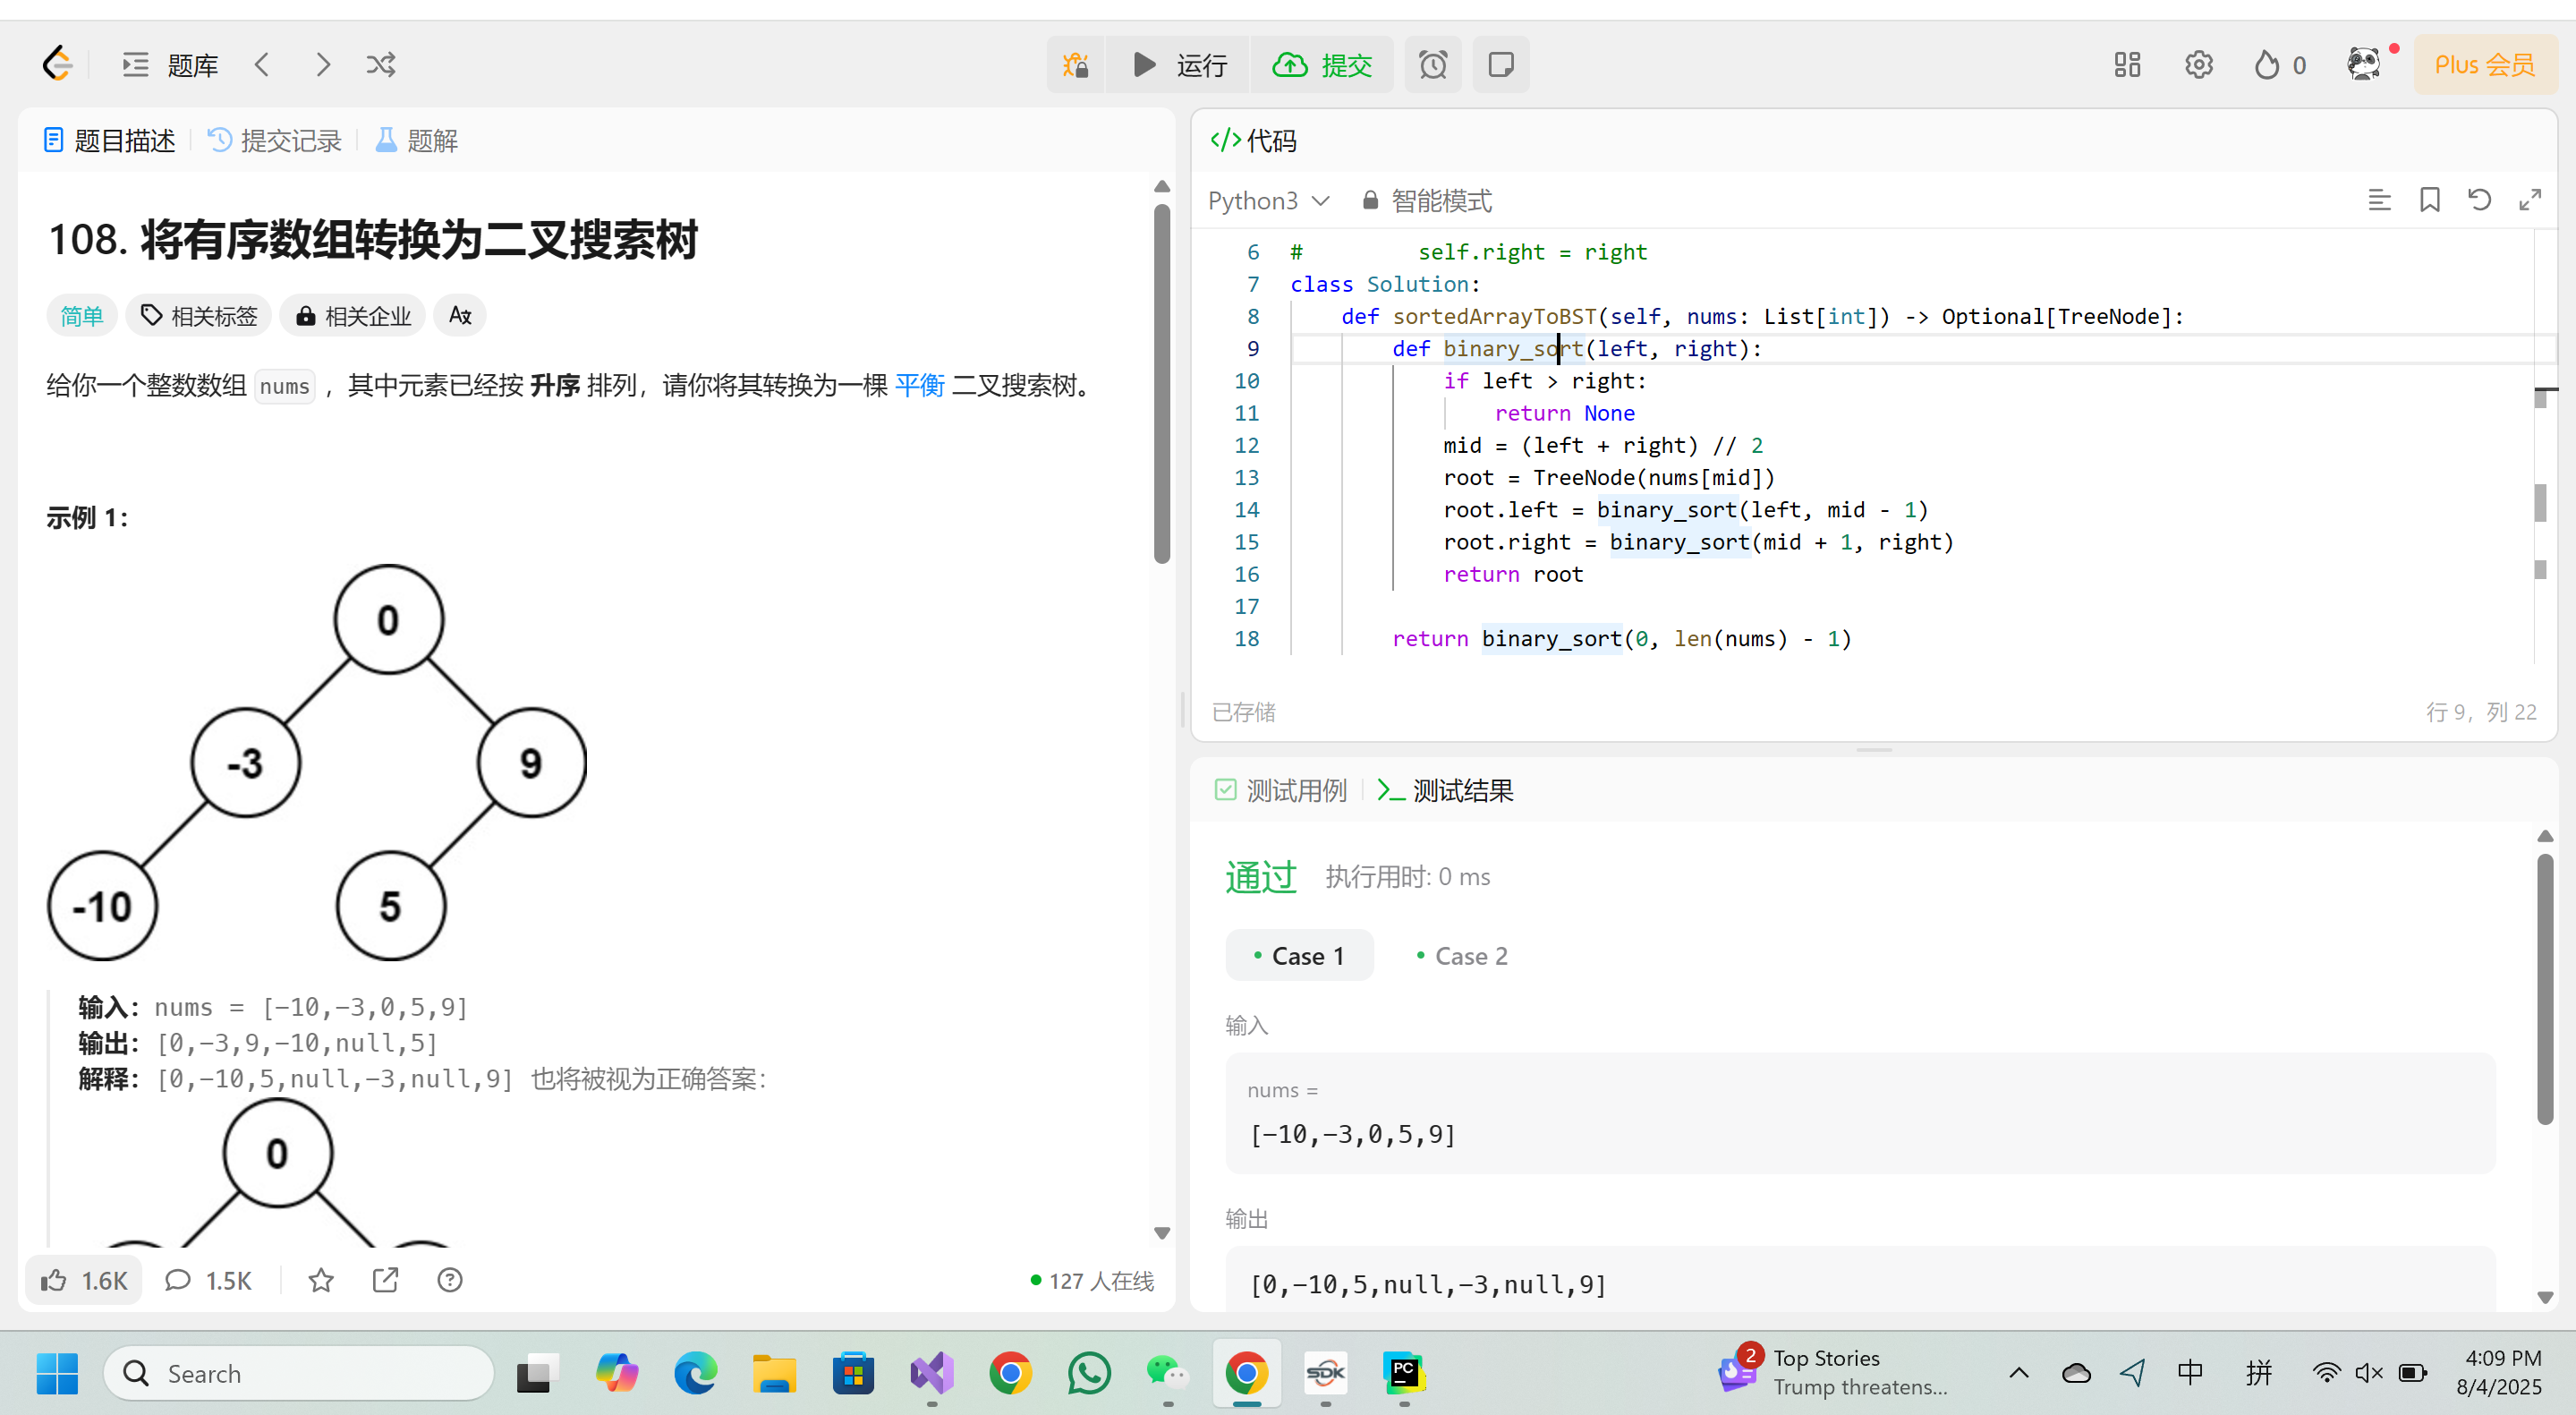 题库
运行
提交
0
Plus 会员
题目描述
提交记录
题解
108. 将有序数组转换为二叉搜索树
简单
相关标签
相关企业
给你一个整数数组 nums ，其中元素已经按 升序 排列，请你将其转换为一棵 平衡 二叉搜索树。
示例 1：
0
-3
9
-10
5
输入：nums = [-10,-3,0,5,9]
输出：[0,-3,9,-10,null,5]
解释：[0,-10,5,null,-3,null,9] 也将被视为正确答案：
0
1.6K
1.5K
127 人在线
</>代码
Python3
智能模式
6 #         self.right = right
7 class Solution:
8     def sortedArrayToBST(self, nums: List[int]) -> Optional[TreeNode]:
9         def binary_sort(left, right):
10             if left > right:
11                 return None
12             mid = (left + right) // 2
13             root = TreeNode(nums[mid])
14             root.left = binary_sort(left, mid - 1)
15             root.right = binary_sort(mid + 1, right)
16             return root
17
18         return binary_sort(0, len(nums) - 1)
已存储
行 9，列 22
测试用例
测试结果
通过
执行用时: 0 ms
Case 1
Case 2
输入
nums =
[-10,-3,0,5,9]
输出
[0,-10,5,null,-3,null,9]
Search
SDK
PC
2
Top Stories
Trump threatens...
中
拼
4:09 PM
8/4/2025